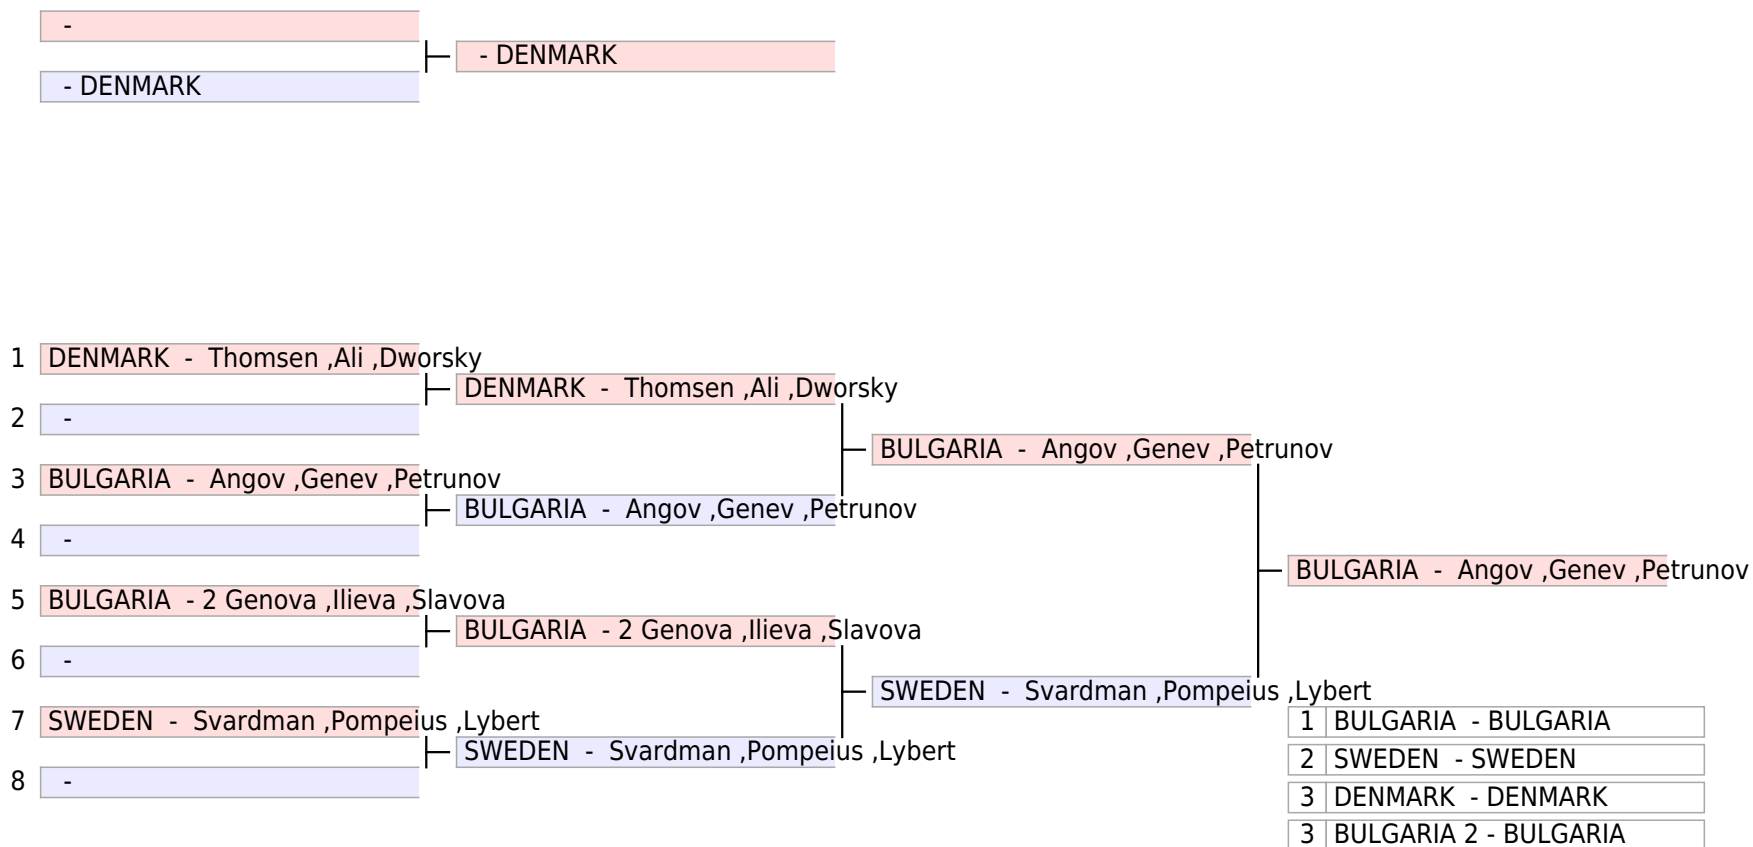 -
- DENMARK
- DENMARK
1 DENMARK - Thomsen ,Ali ,Dworsky
DENMARK - Thomsen ,Ali ,Dworsky
2 -
BULGARIA - Angov ,Genev ,Petrunov
3 BULGARIA - Angov ,Genev ,Petrunov
BULGARIA - Angov ,Genev ,Petrunov
4 -
BULGARIA - Angov ,Genev ,Petrunov
5 BULGARIA - 2 Genova ,Ilieva ,Slavova
BULGARIA - 2 Genova ,Ilieva ,Slavova
6 -
SWEDEN - Svardman ,Pompeius ,Lybert
7 SWEDEN - Svardman ,Pompeius ,Lybert
SWEDEN - Svardman ,Pompeius ,Lybert
8 -
1 BULGARIA - BULGARIA
2 SWEDEN - SWEDEN
3 DENMARK - DENMARK
3 BULGARIA 2 - BULGARIA